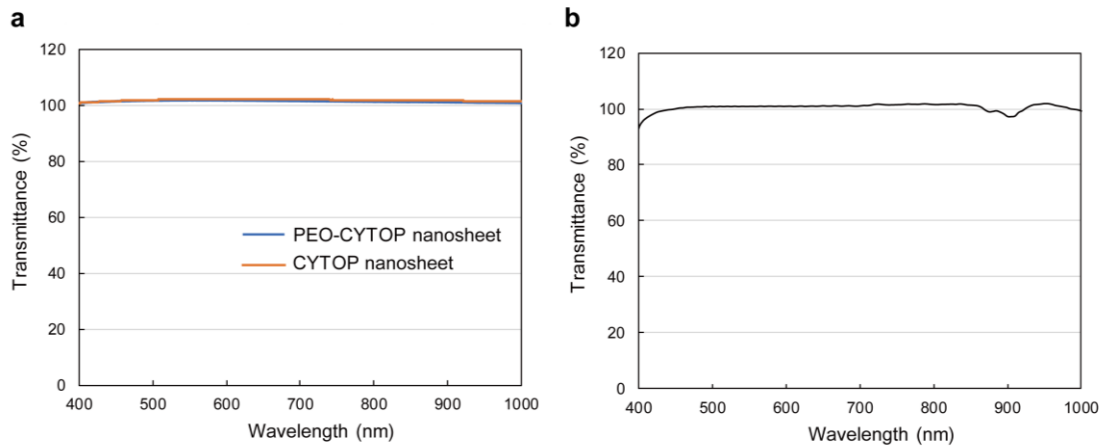 a
120
100
80
60
40
20
0
Transmittance (%)
PEO-CYTOP nanosheet
CYTOP nanosheet
400 500 600 700 800 900 1000
Wavelength (nm)
b
120
100
80
60
40
20
0
Transmittance (%)
400 500 600 700 800 900 1000
Wavelength (nm)